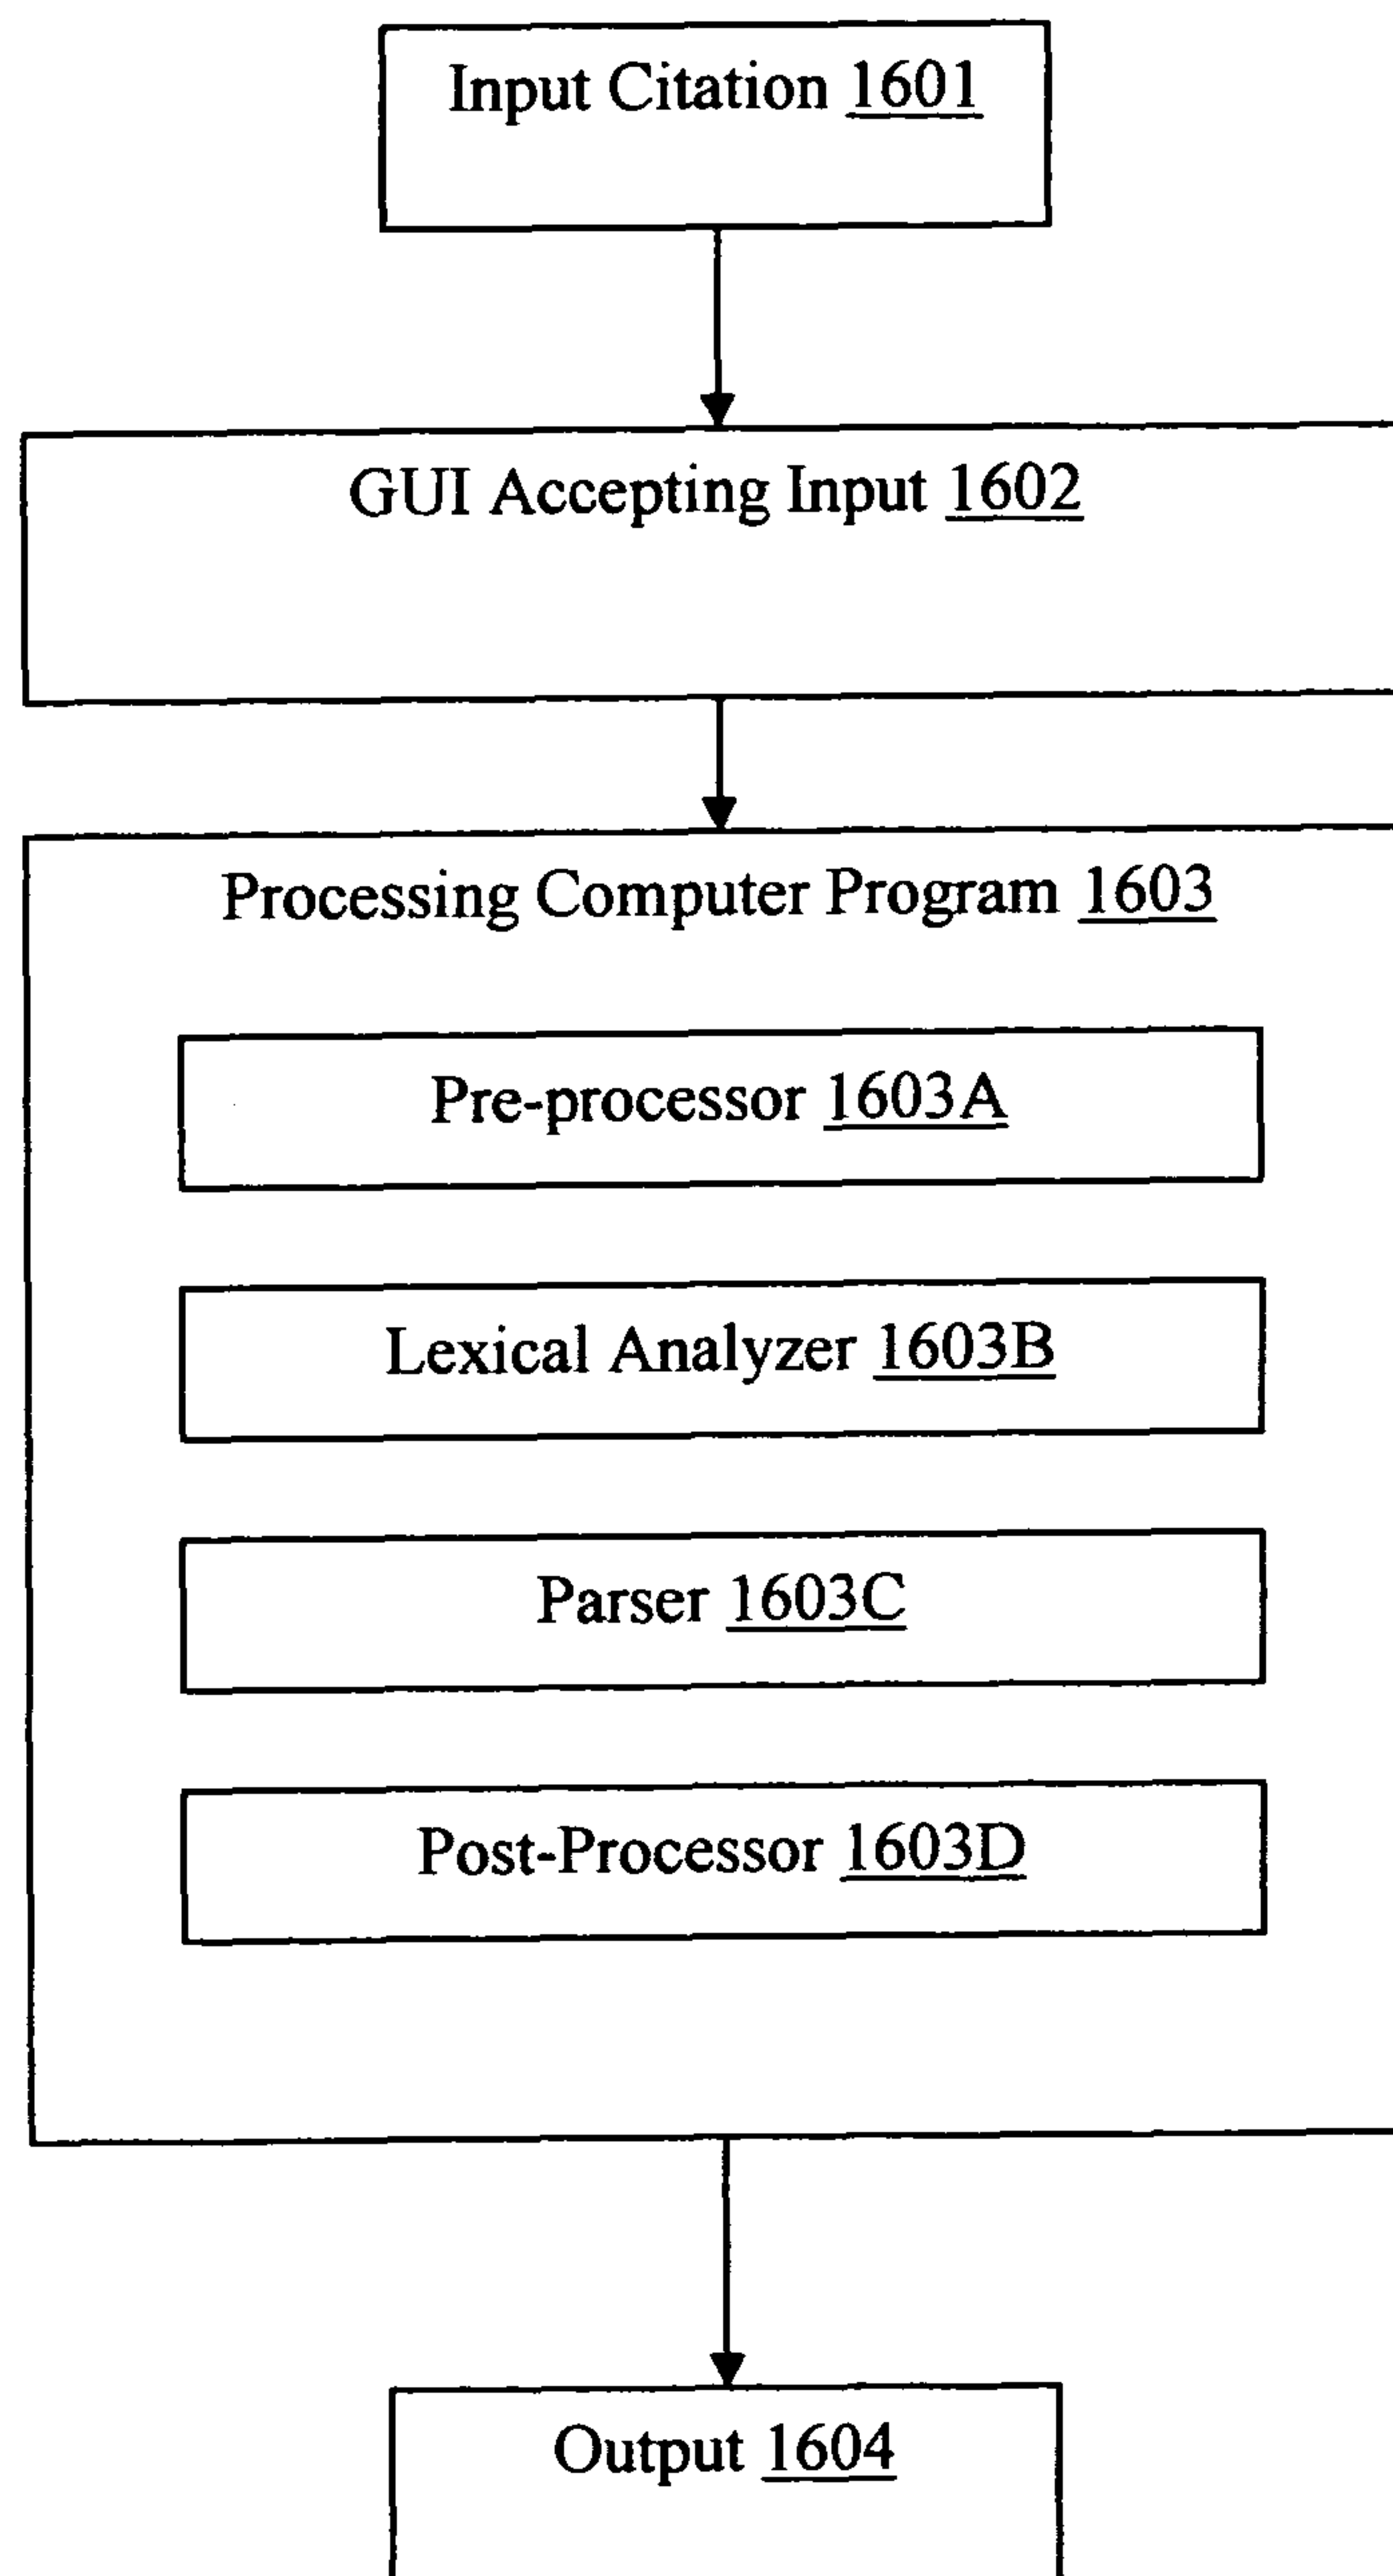 Input Citation 1601
GUI Accepting Input 1602
Processing Computer Program 1603
Pre-processor 1603A
Lexical Analyzer 1603B
Parser 1603C
Post-Processor 1603D
Output 1604